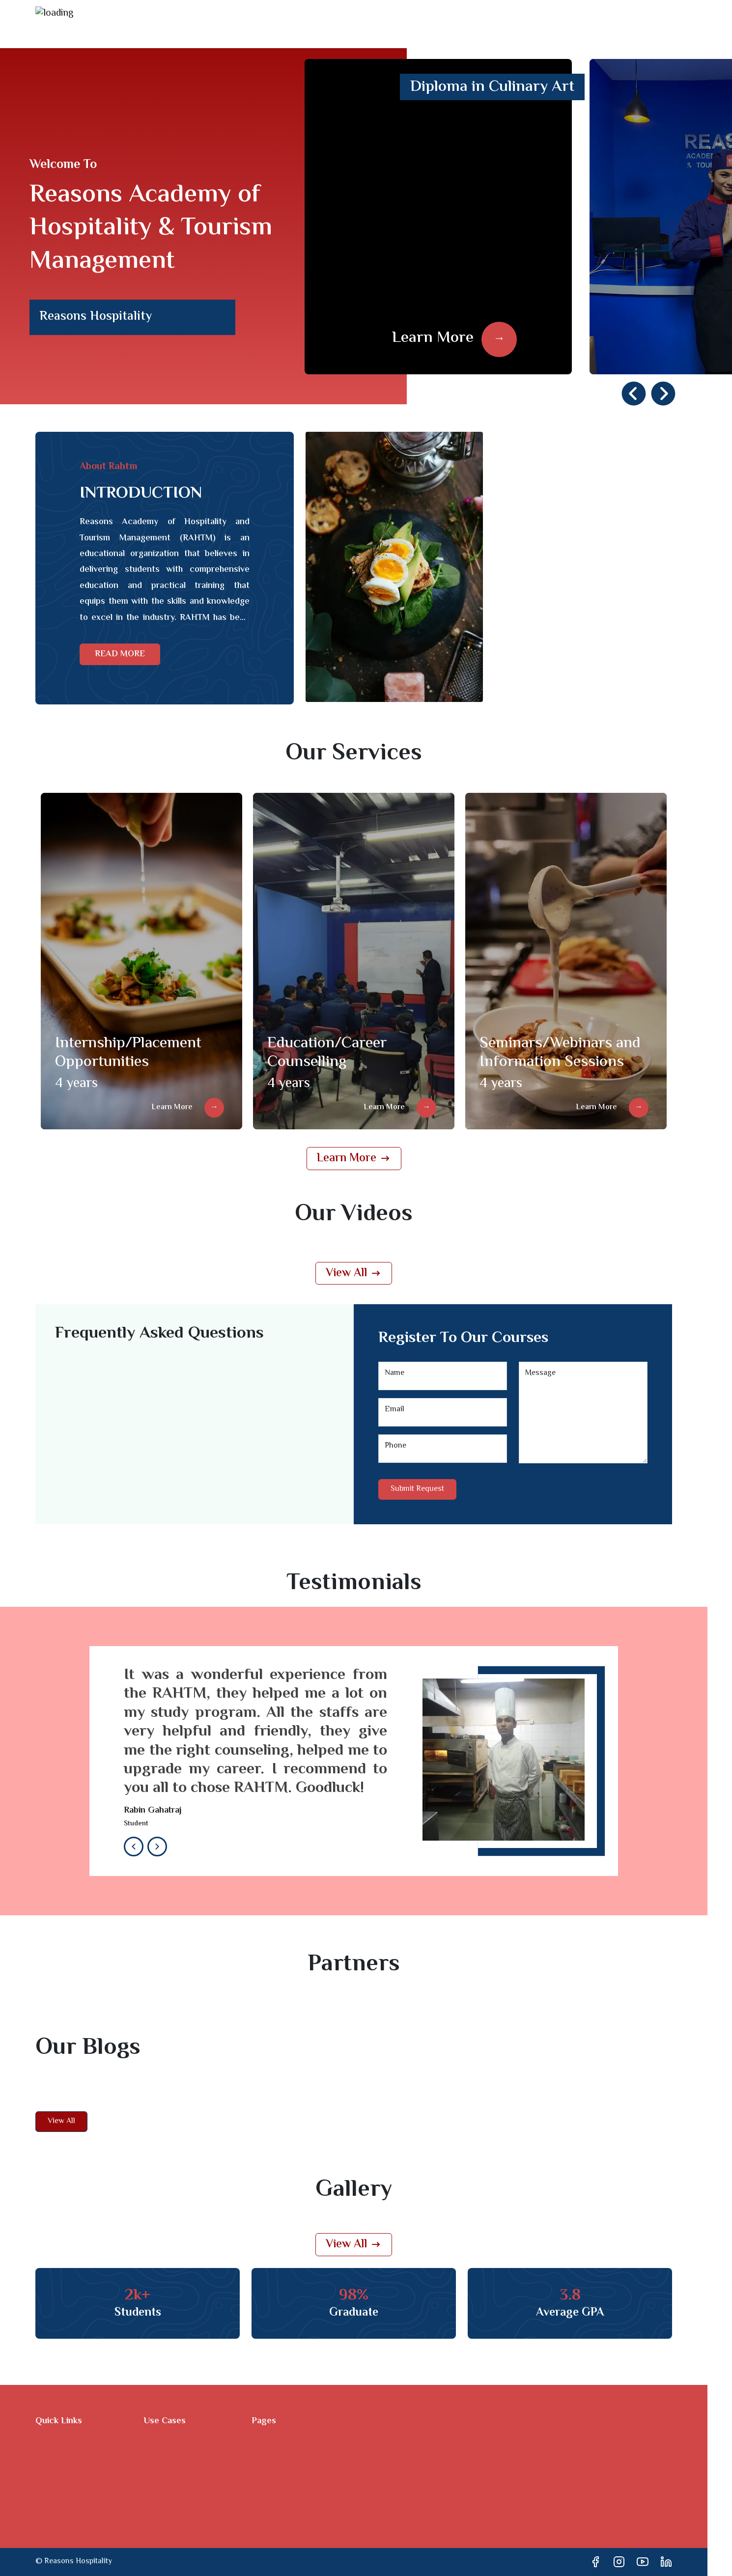 loading
Diploma in Culinary Art
Welcome To
Reasons Academy of
Hospitality & Tourism
Management
Reasons Hospitality
Learn More →
About Rahtm
INTRODUCTION
Reasons Academy of Hospitality and
Tourism Management (RAHTM) is an
educational organization that believes in
delivering students with comprehensive
education and practical training that
equips them with the skills and knowledge
to excel in the industry. RAHTM has be...
READ MORE
Our Services
Internship/Placement
Opportunities
4 years
Learn More →
Education/Career
Counselling
4 years
Learn More →
Seminars/Webinars and
Information Sessions
4 years
Learn More →
Learn More →
Our Videos
View All →
Frequently Asked Questions
Register To Our Courses
Name
Message
Email
Phone
Submit Request
Testimonials
It was a wonderful experience from
the RAHTM, they helped me a lot on
my study program. All the staffs are
very helpful and friendly, they give
me the right counseling, helped me to
upgrade my career. I recommend to
you all to chose RAHTM. Goodluck!
Rabin Gahatraj
Student
Partners
Our Blogs
View All
Gallery
View All →
2k+
Students
98%
Graduate
3.8
Average GPA
Quick Links
Use Cases
Pages
© Reasons Hospitality